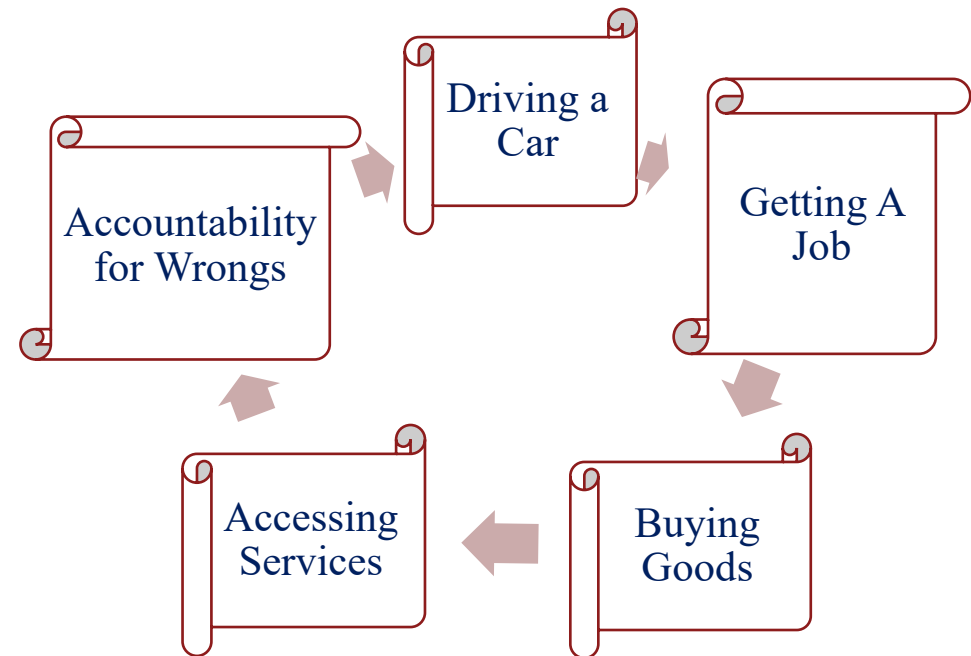 Driving a
Car
Getting A
Job
Buying
Goods
Accessing
Services
Accountability
for Wrongs